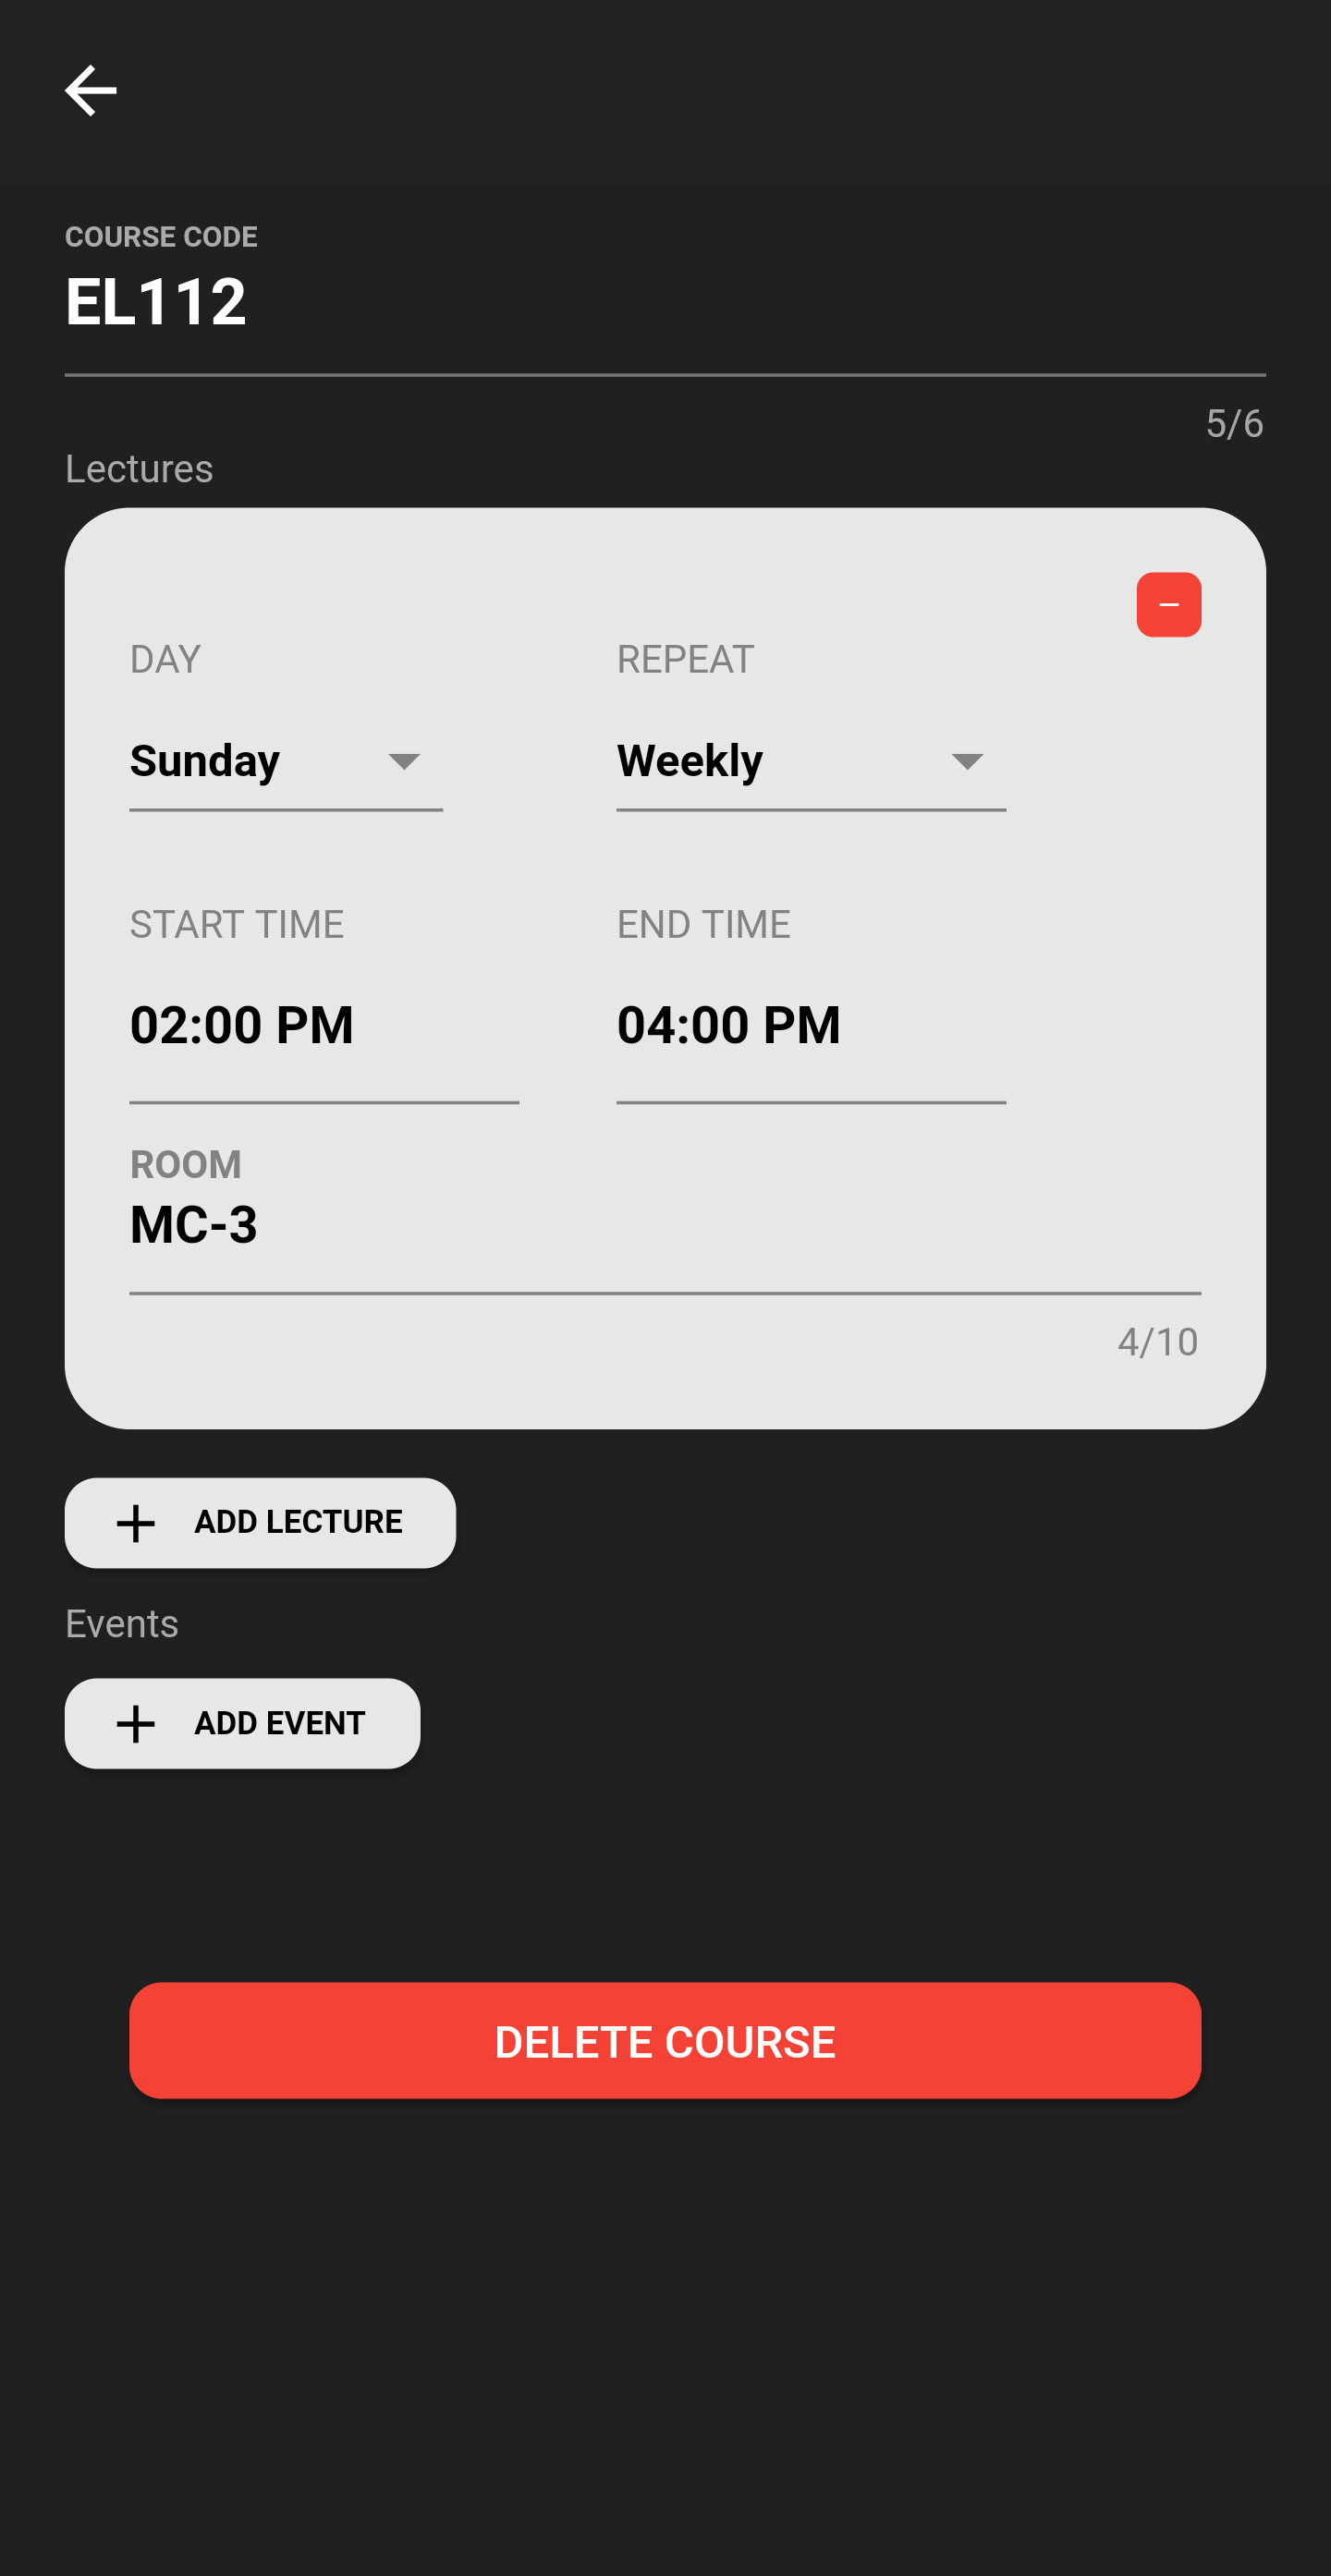 COURSE CODE
EL112
5/6
Lectures
DAY REPEAT
Sunday Weekly
START TIME END TIME
02:00 PM 04:00 PM
ROOM
MC-3
4/10
ADD LECTURE
Events
ADD EVENT
DELETE COURSE